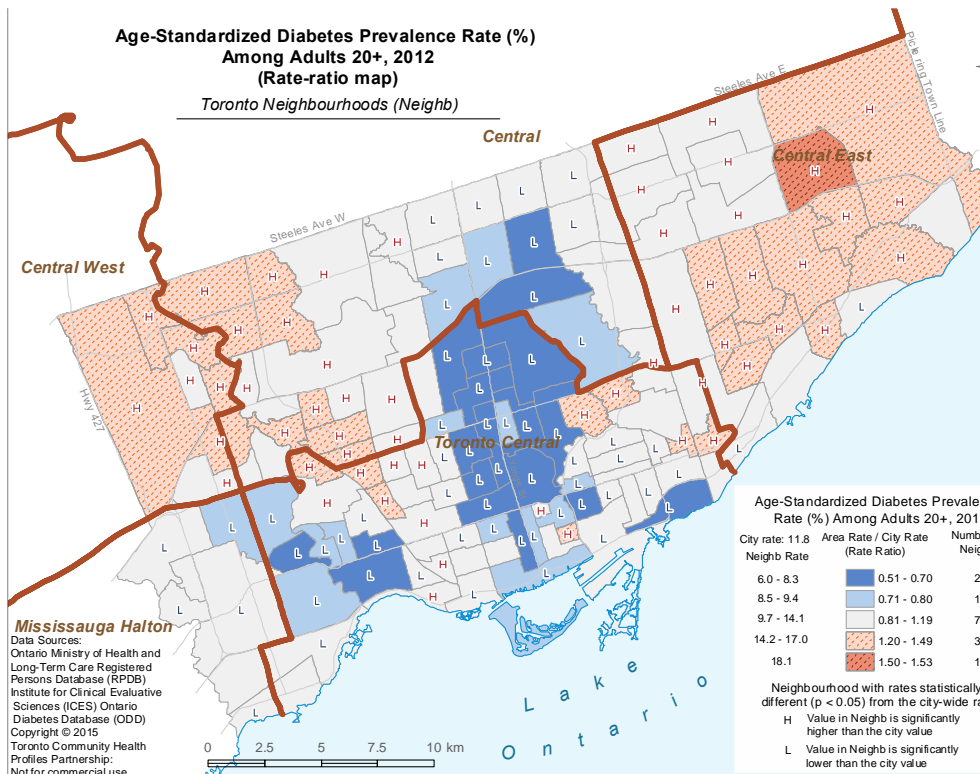 Age-Standardized Diabetes Prevalence Rate (%)
Among Adults 20+, 2012
(Rate-ratio map)
Toronto Neighbourhoods (Neighb)
Steeles Ave E
Pickering Town Line
Central
Central East
Steeles Ave W
Central West
Hwy 427
Toronto Central
Mississauga Halton
Data Sources:
Ontario Ministry of Health and
Long-Term Care Registered
Persons Database (RPDB)
Institute for Clinical Evaluative
Sciences (ICES) Ontario
Diabetes Database (ODD)
Copyright © 2015
Toronto Community Health
Profiles Partnership:
Not for commercial use
0 2.5 5 7.5 10 km
Lake
Ontario
Age-Standardized Diabetes Prevale
Rate (%) Among Adults 20+, 201
City rate: 11.8 Area Rate / City Rate Numb
Neighb Rate (Rate Ratio) Neig
6.0 - 8.3 0.51 - 0.70 2
8.5 - 9.4 0.71 - 0.80 1
9.7 - 14.1 0.81 - 1.19 7
14.2 - 17.0 1.20 - 1.49 3
18.1 1.50 - 1.53 1
Neighbourhood with rates statistically
different (p < 0.05) from the city-wide ra
H Value in Neighb is significantly
higher than the city value
L Value in Neighb is significantly
lower than the city value